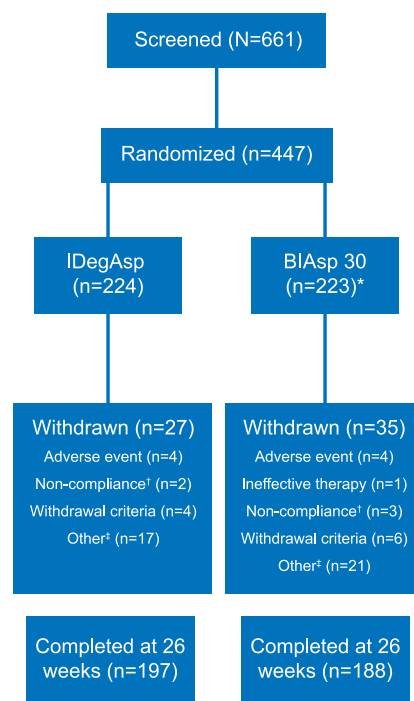 Screened (N=661)
Randomized (n=447)
IDegAsp
(n=224)
BIAsp 30
(n=223)*
Withdrawn (n=27)
Adverse event (n=4)
Non-compliance† (n=2)
Withdrawal criteria (n=4)
Other‡ (n=17)
Withdrawn (n=35)
Adverse event (n=4)
Ineffective therapy (n=1)
Non-compliance† (n=3)
Withdrawal criteria (n=6)
Other‡ (n=21)
Completed at 26
weeks (n=197)
Completed at 26
weeks (n=188)